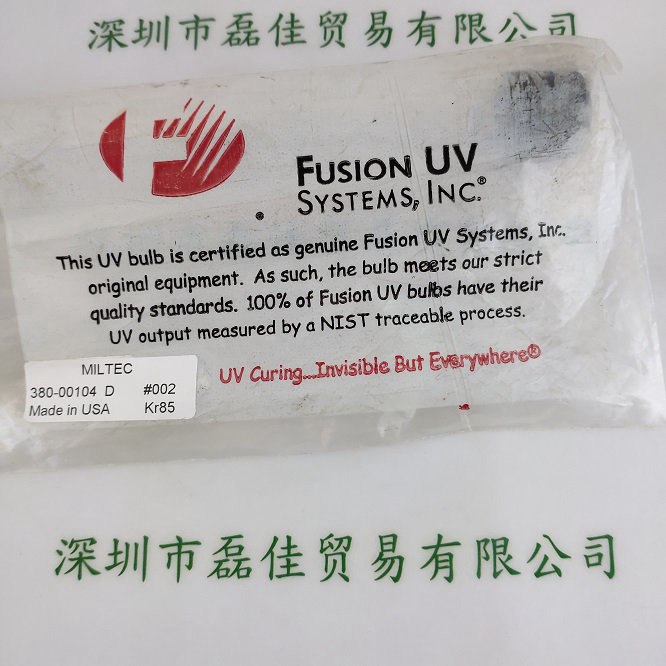 深圳市磊佳贸易有限公司
FUSION UV
SYSTEMS, INC.®
This UV bulb is certified as genuine Fusion UV Systems, Inc.
original equipment. As such, the bulb meets our strict
quality standards. 100% of Fusion UV bulbs have their
UV output measured by a NIST traceable process.
UV Curing....Invisible But Everywhere®
MILTEC
380-00104 D #002
Made in USA Kr85
深圳市磊佳贸易有限公司